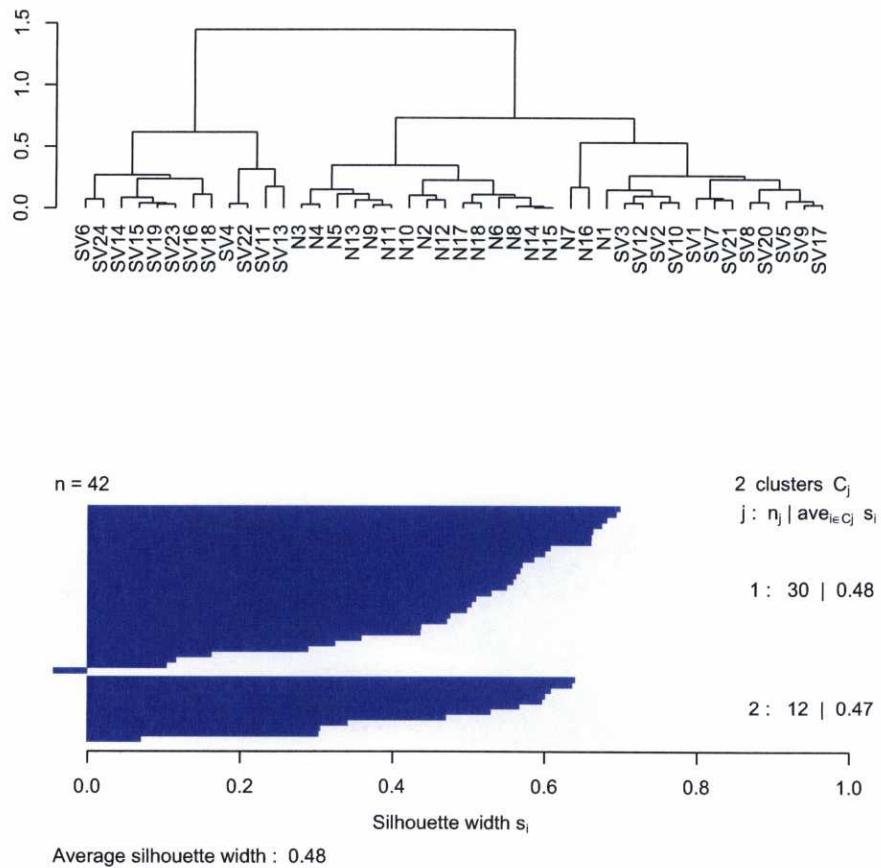 1.5
1.0
0.5
0.0
SV6 SV24 SV14 SV15 SV19 SV23 SV16 SV18 SV4 SV22 SV11 SV13 N3 N4 N5 N13 N9 N11 N10 N2 N12 N17 N18 N6 N8 N14 N15 N7 N16 N1 SV3 SV12 SV2 SV10 SV1 SV7 SV21 SV8 SV20 SV5 SV9 SV17
n = 42
2 clusters Cj
j : nj | avei∈Cj si
1 : 30 | 0.48
2 : 12 | 0.47
0.0 0.2 0.4 0.6 0.8 1.0
Silhouette width si
Average silhouette width : 0.48